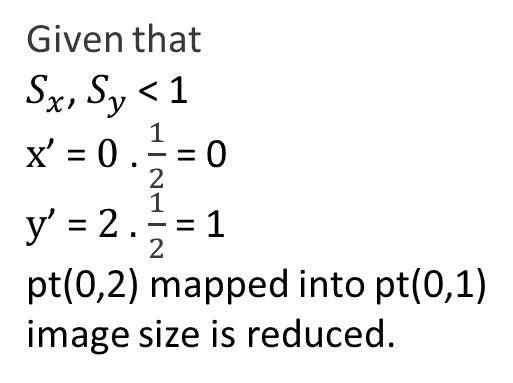 Given that
Sₓ, Sᵧ < 1
x′ = 0 . 1/2 = 0
y′ = 2 . 1/2 = 1
pt(0,2) mapped into pt(0,1)
image size is reduced.